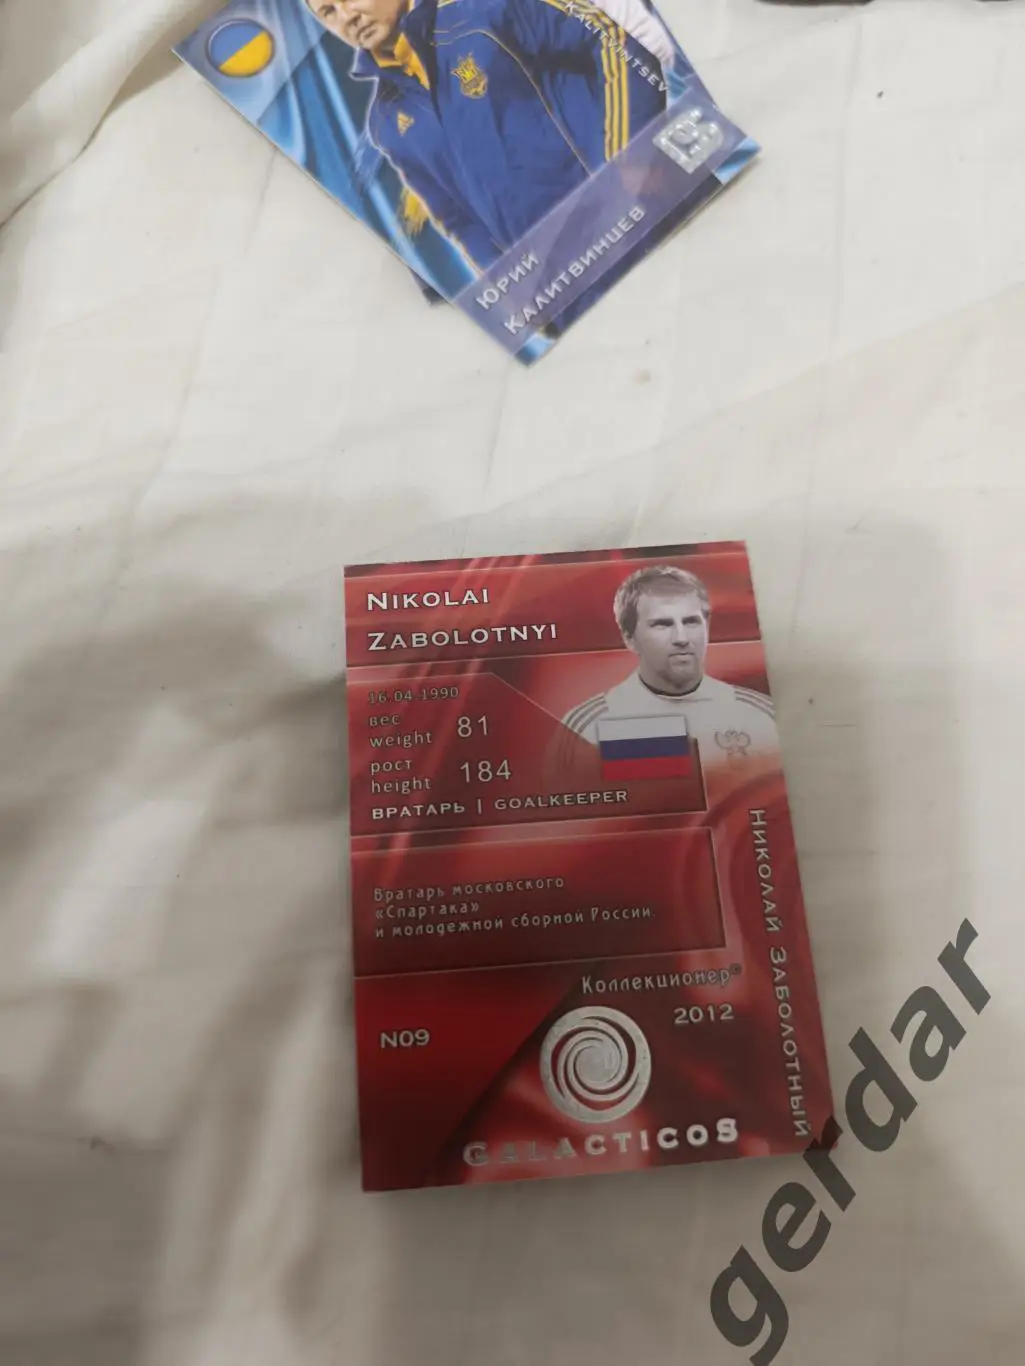 KALITVINTSEV
Юрий
Калитвинцев
Nikolai
Zabolotnyi
16.04.1990
вес
weight 81
рост
height 184
вратарь | goalkeeper
Вратарь московского
«Спартака»
и молодежной сборной России.
Коллекционер©
2012
N09
GALACTICOS
Николай Заболотный
gerdar